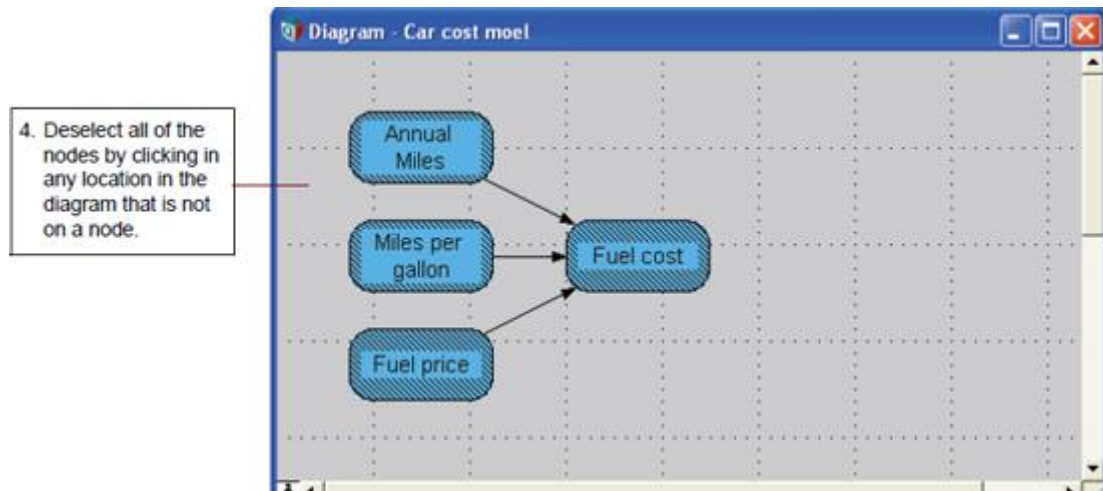 Diagram - Car cost moel
4. Deselect all of the
nodes by clicking in
any location in the
diagram that is not
on a node.
Annual
Miles
Miles per
gallon
Fuel cost
Fuel price